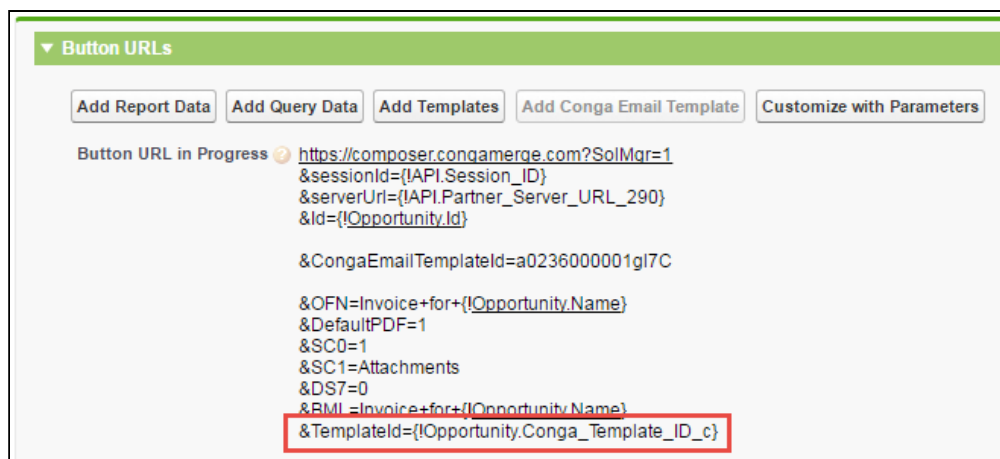 Button URLs
Add Report Data Add Query Data Add Templates Add Conga Email Template Customize with Parameters
Button URL in Progress ? https://composer.congamerge.com?SolMgr=1
&sessionId={!API.Session_ID}
&serverUrl={!API.Partner_Server_URL_290}
&Id={!Opportunity.Id}
&CongaEmailTemplateId=a0236000001gI7C
&OFN=Invoice+for+{!Opportunity.Name}
&DefaultPDF=1
&SC0=1
&SC1=Attachments
&DS7=0
&BML=Invoice+for+{!Opportunity.Name}
&TemplateId={!Opportunity.Conga_Template_ID_c}